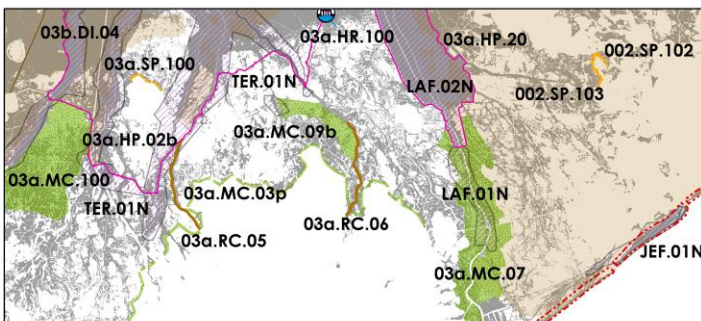 03b.DI.04
03a.HR.100
03a.HP.20
002.SP.102
03a.SP.100
TER.01N
LAF.02N
002.SP.103
03a.HP.02b
03a.MC.09b
03a.MC.100
03a.MC.03p
LAF.01N
TER.01N
03a.RC.05
03a.RC.06
JEF.01N
03a.MC.07